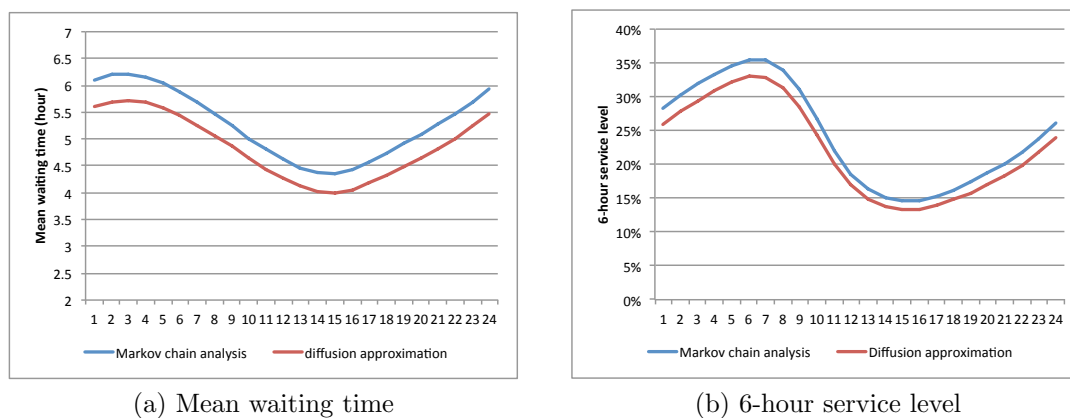 7
6.5
6
5.5
5
4.5
4
3.5
3
2.5
2
Mean waiting time (hour)
1 2 3 4 5 6 7 8 9 10 11 12 13 14 15 16 17 18 19 20 21 22 23 24
Markov chain analysis diffusion approximation
(a) Mean waiting time
40%
35%
30%
25%
20%
15%
10%
5%
0%
6-hour service level
1 2 3 4 5 6 7 8 9 10 11 12 13 14 15 16 17 18 19 20 21 22 23 24
Markov chain analysis Diffusion approximation
(b) 6-hour service level